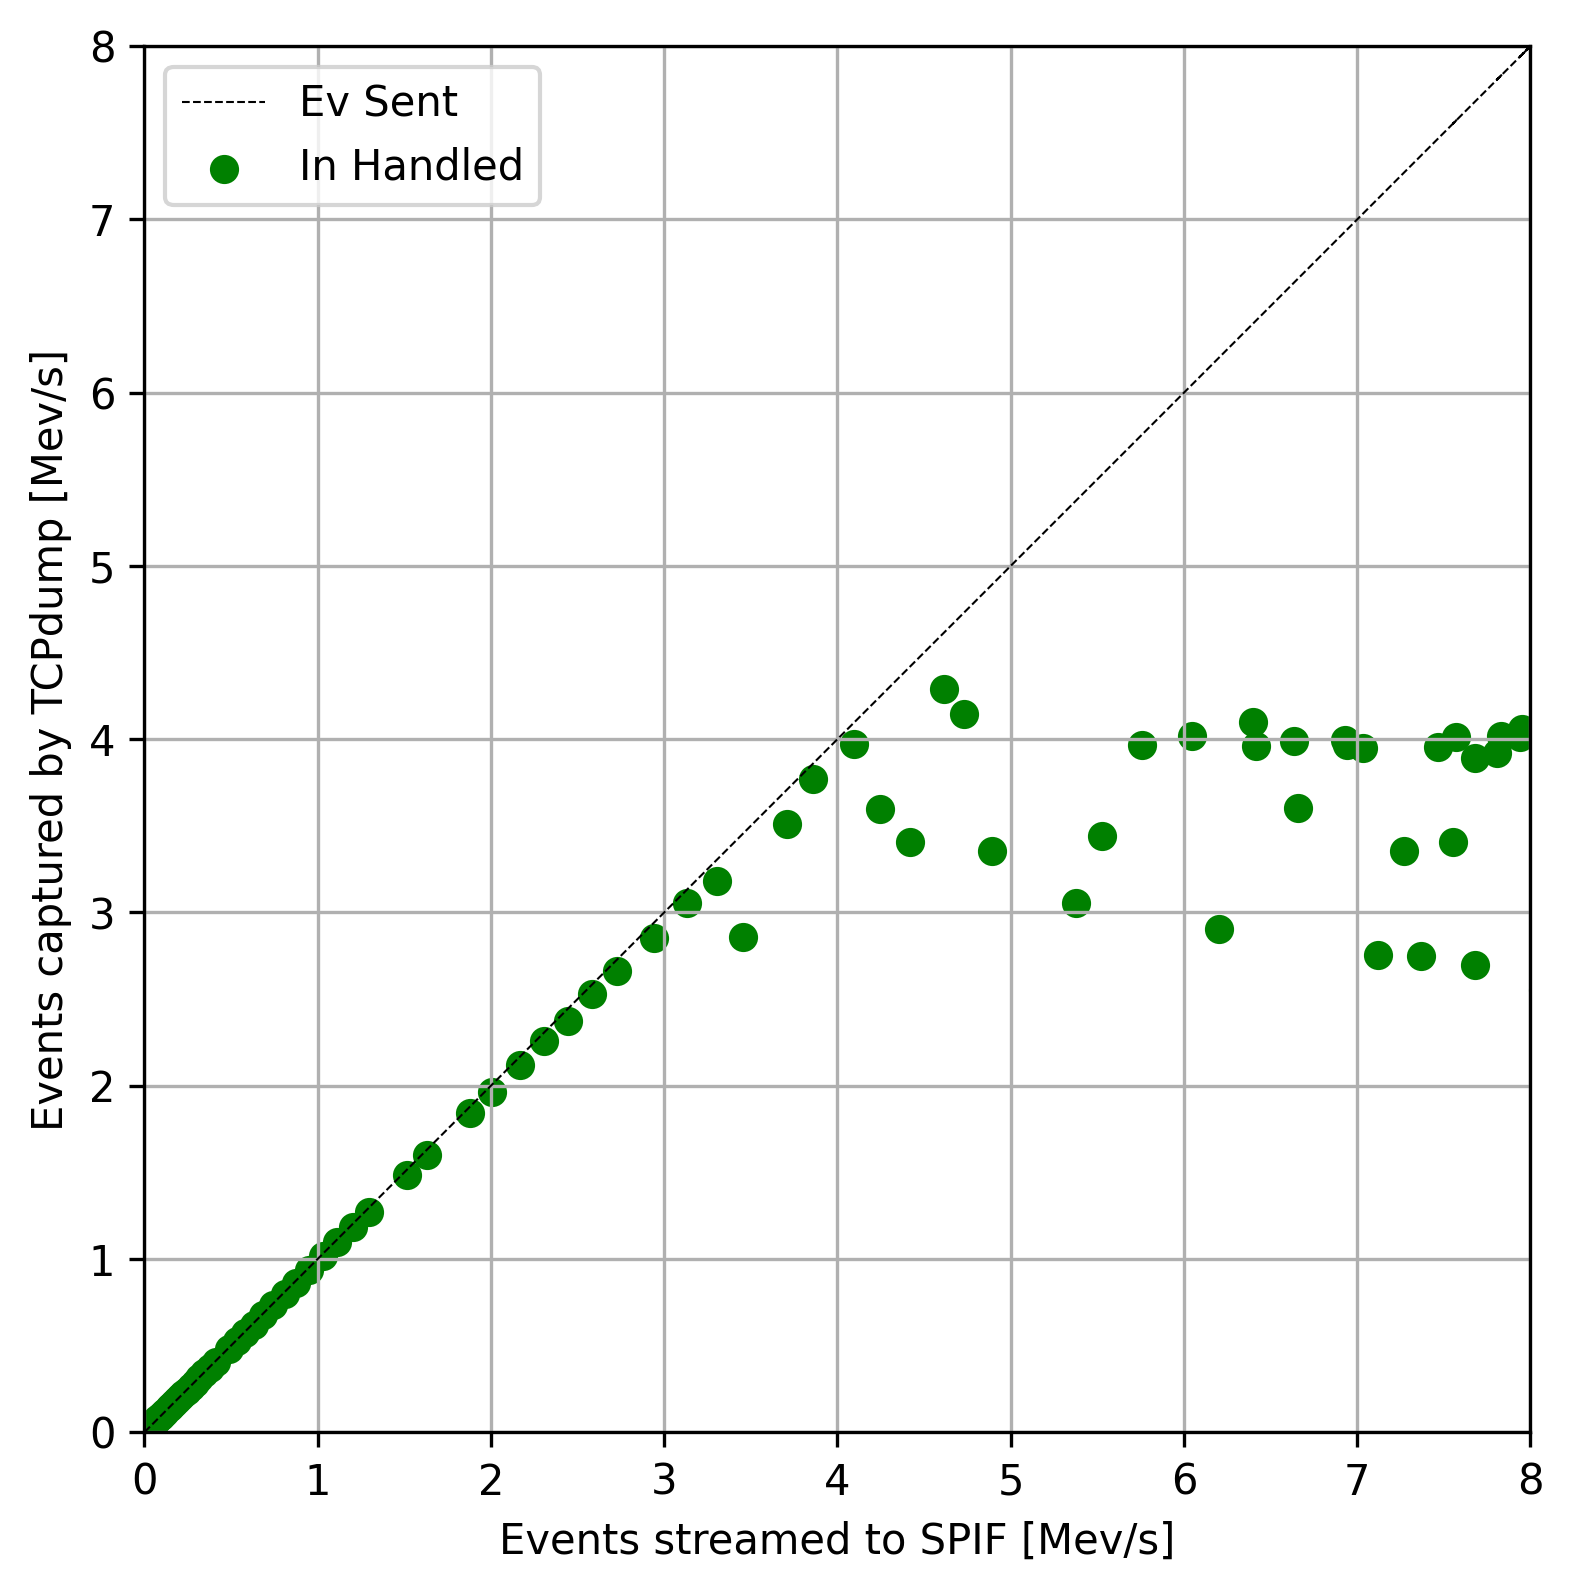 8
7
6
5
4
3
2
1
0
Events captured by TCPdump [Mev/s]
Ev Sent
In Handled
0 1 2 3 4 5 6 7 8
Events streamed to SPIF [Mev/s]